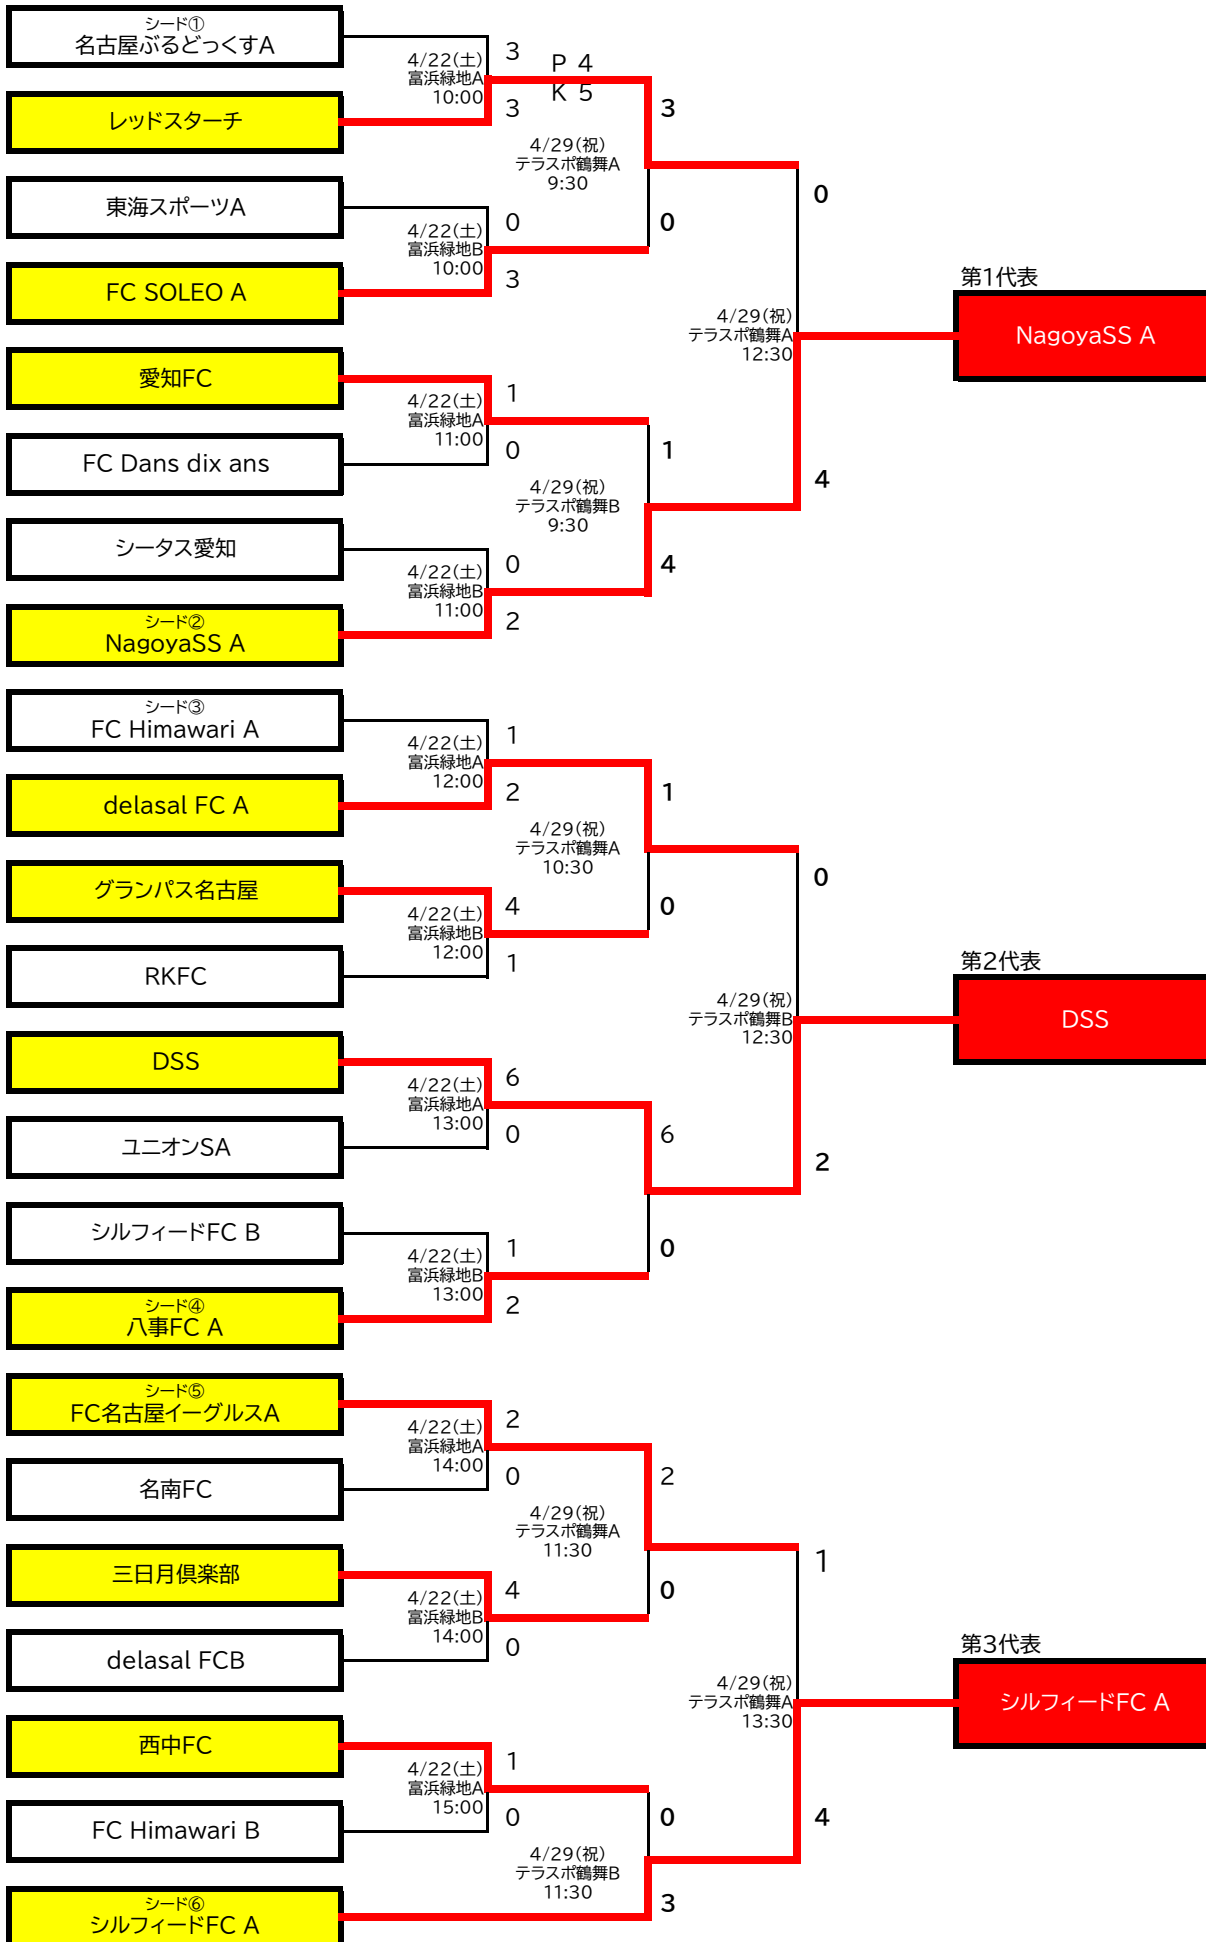 シード①
名古屋ぶるどっくすA
4/22(土)
富浜緑地A
10:00
3
3
P 4
K 5
レッドスターチ
3
4/29(祝)
テラスポ鶴舞A
9:30
0
東海スポーツA
4/22(土)
富浜緑地B
10:00
0
3
0
FC SOLEO A
第1代表
NagoyaSS A
4/29(祝)
テラスポ鶴舞A
12:30
愛知FC
4/22(土)
富浜緑地A
11:00
1
0
FC Dans dix ans
1
4
4/29(祝)
テラスポ鶴舞B
9:30
シータス愛知
4/22(土)
富浜緑地B
11:00
0
2
4
シード②
NagoyaSS A
シード③
FC Himawari A
4/22(土)
富浜緑地A
12:00
1
2
delasal FC A
1
4/29(祝)
テラスポ鶴舞A
10:30
0
グランパス名古屋
4/22(土)
富浜緑地B
12:00
4
1
0
RKFC
第2代表
DSS
4/29(祝)
テラスポ鶴舞B
12:30
DSS
4/22(土)
富浜緑地A
13:00
6
0
ユニオンSA
6
2
シルフィードFC B
4/22(土)
富浜緑地B
13:00
1
2
0
シード④
八事FC A
シード⑤
FC名古屋イーグルスA
4/22(土)
富浜緑地A
14:00
2
0
名南FC
2
4/29(祝)
テラスポ鶴舞A
11:30
1
三日月倶楽部
4/22(土)
富浜緑地B
14:00
4
0
0
delasal FCB
第3代表
シルフィードFC A
4/29(祝)
テラスポ鶴舞A
13:30
西中FC
4/22(土)
富浜緑地A
15:00
1
0
FC Himawari B
0
4
4/29(祝)
テラスポ鶴舞B
11:30
3
シード⑥
シルフィードFC A